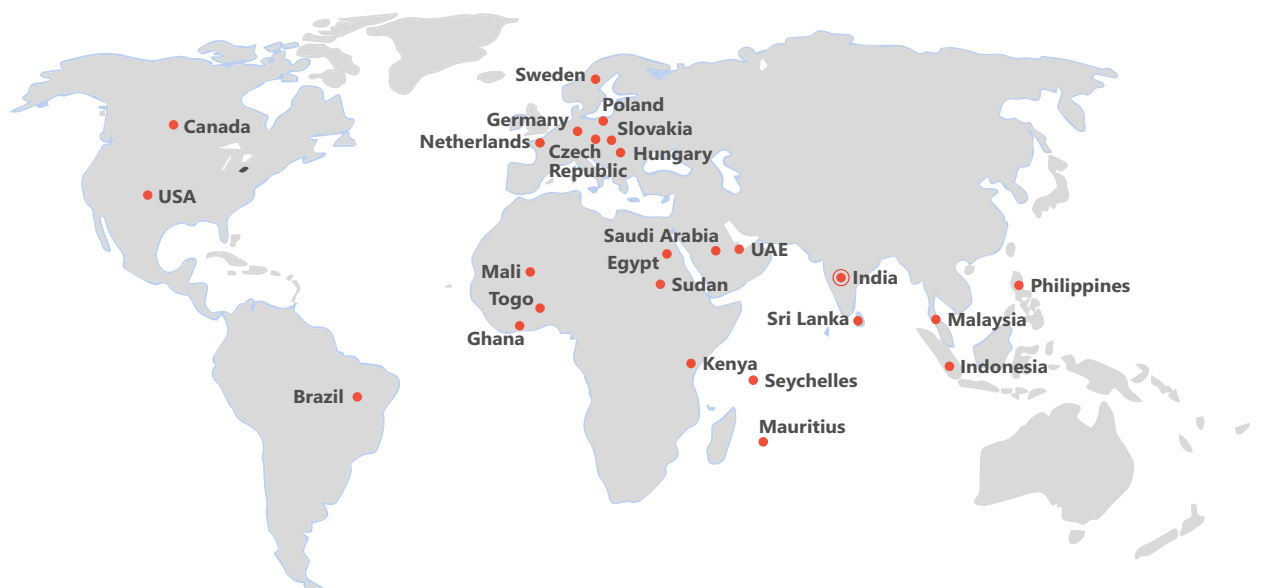 Sweden
Poland
Germany
Slovakia
Canada
Netherlands
Czech
Republic
Hungary
USA
Saudi Arabia
UAE
Egypt
Mali
Sudan
India
Togo
Philippines
Ghana
Sri Lanka
Malaysia
Kenya
Indonesia
Seychelles
Brazil
Mauritius